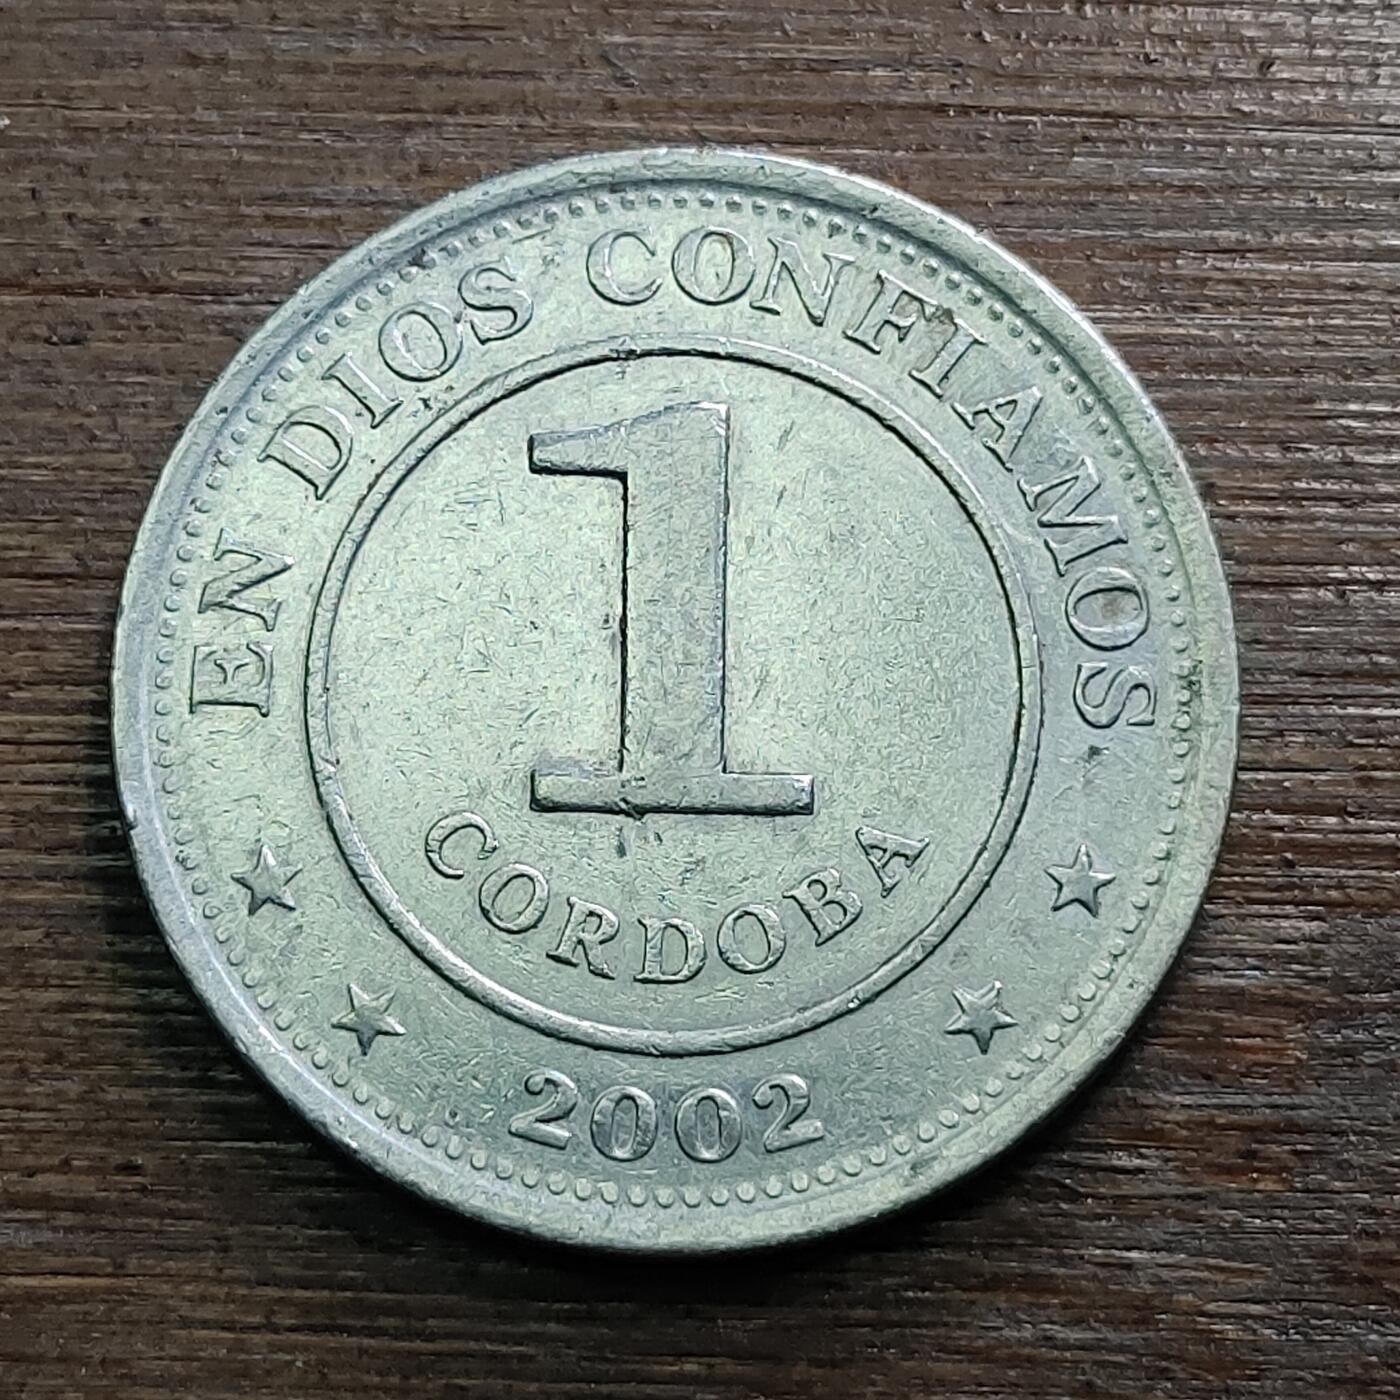 EN DIOS CONFIAMOS
1
CORDOBA
2002